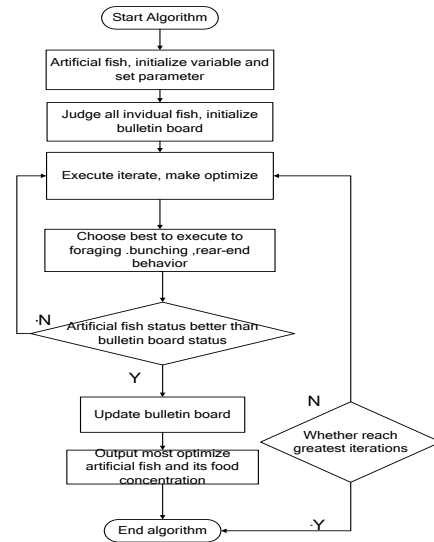 Start Algorithm
Artificial fish, initialize variable and
set parameter
Judge all invidual fish, initialize
bulletin board
Execute iterate, make optimize
Choose best to execute to
foraging .bunching ,rear-end
behavior
.N
Artificial fish status better than
bulletin board status
Y
N
Update bulletin board
Whether reach
greatest iterations
Output most optimize
artificial fish and its food
concentration
End algorithm
.Y